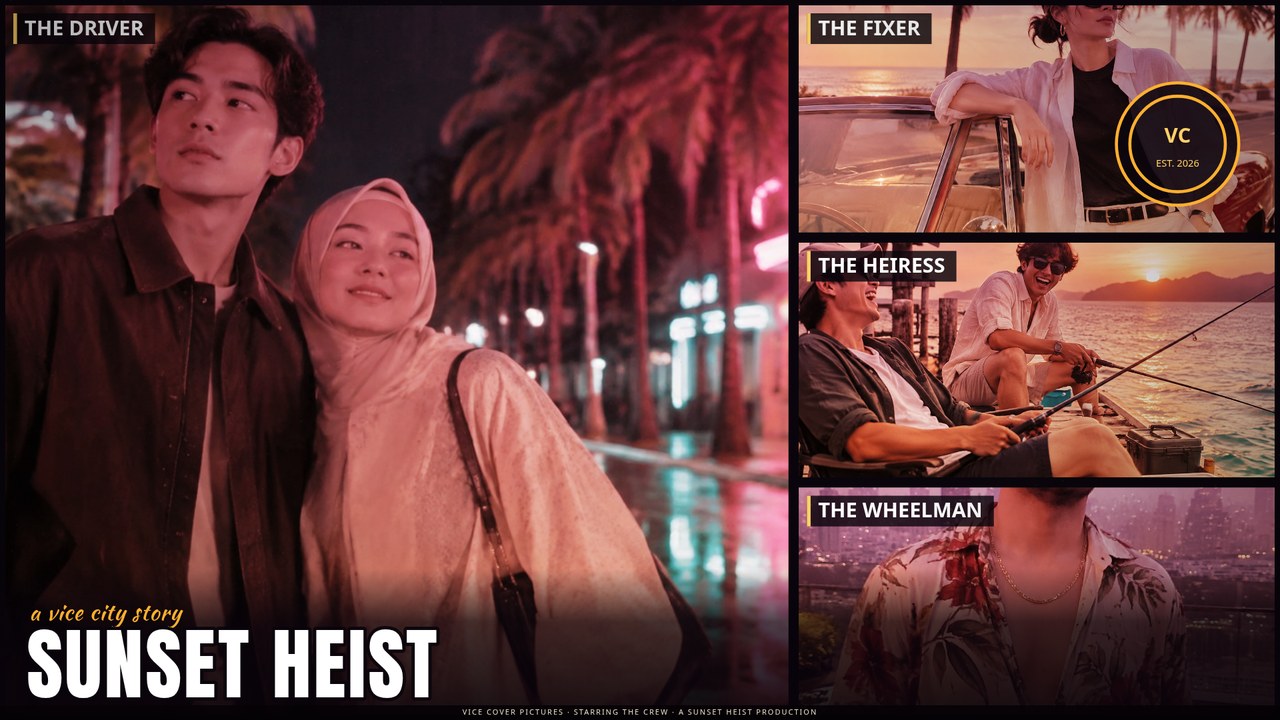 THE DRIVER
THE FIXER
VC
EST. 2026
THE HEIRESS
THE WHEELMAN
a vice city story
SUNSET HEIST
VICE COVER PICTURES · STARRING THE CREW · A SUNSET HEIST PRODUCTION